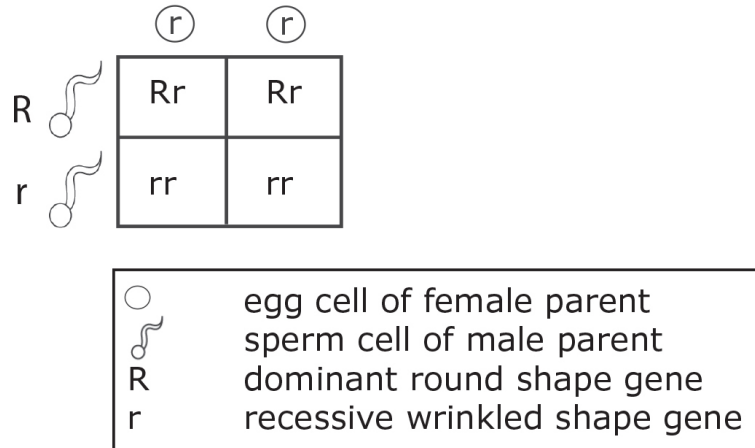 r r
R Rr Rr
r rr rr
egg cell of female parent
sperm cell of male parent
R dominant round shape gene
r recessive wrinkled shape gene